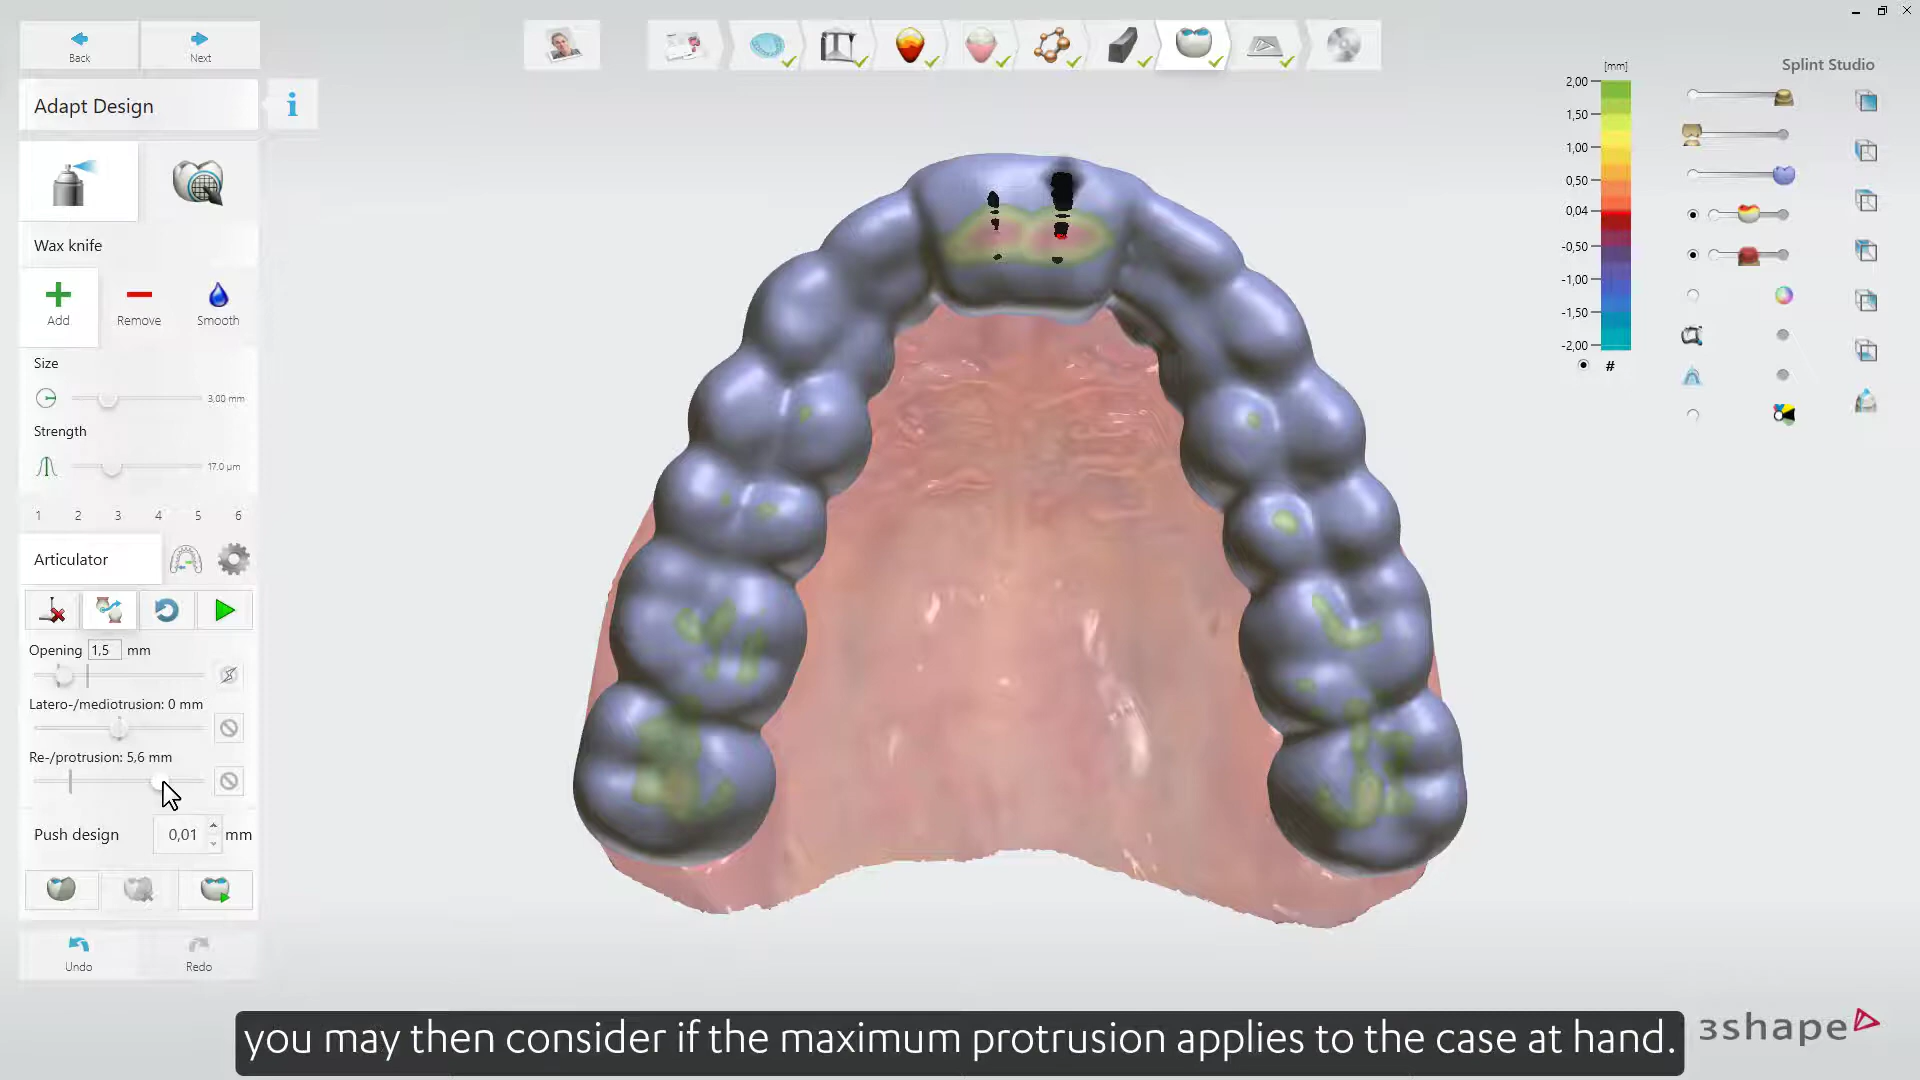 Back
Next
Splint Studio
[mm]
2,00
1,50
1,00
0,50
0,04
-0,50
-1,00
-1,50
-2,00
#
Adapt Design
i
Wax knife
Add
Remove
Smooth
Size
3,00 mm
Strength
17.0 µm
1 2 3 4 5 6
Articulator
Opening 1,5 mm
Latero-/mediotrusion: 0 mm
Re-/protrusion: 5,6 mm
Push design 0,01 mm
Undo
Redo
you may then consider if the maximum protrusion applies to the case at hand.
3shape